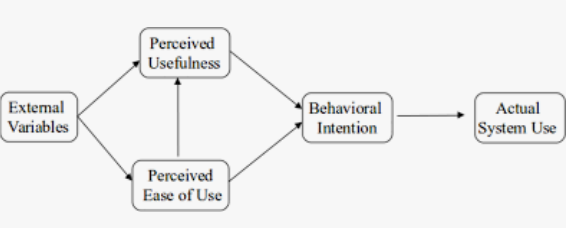 Perceived
Usefulness
External
Variables
Behavioral
Intention
Actual
System Use
Perceived
Ease of Use